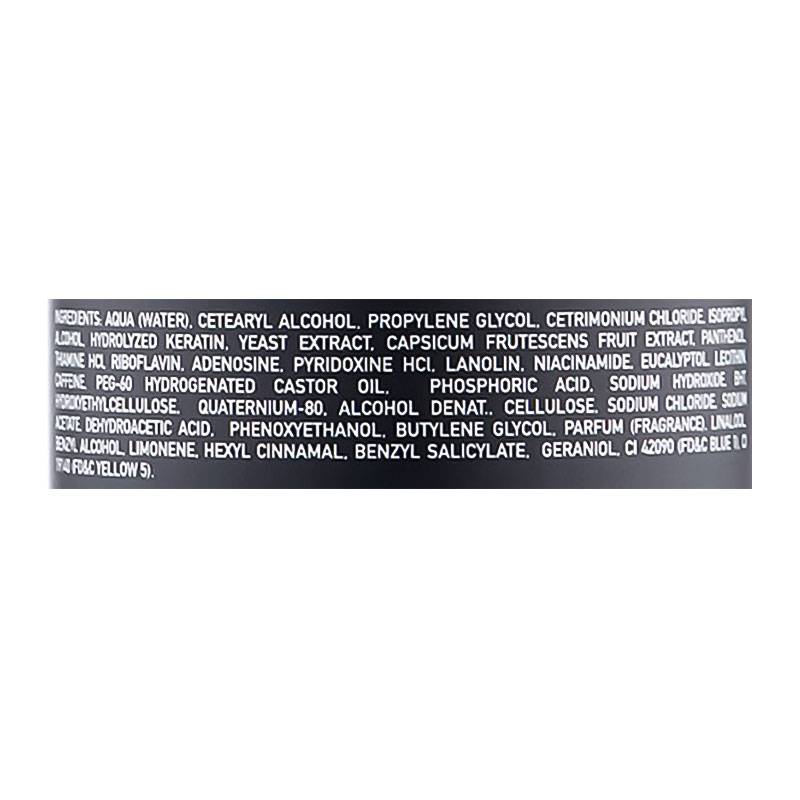 INGREDIENTS: AQUA (WATER), CETEARYL ALCOHOL, PROPYLENE GLYCOL, CETRIMONIUM CHLORIDE, ISOPROPYL
ALCOHOL, HYDROLYZED KERATIN, YEAST EXTRACT, CAPSICUM FRUTESCENS FRUIT EXTRACT, PANTHENOL
THIAMINE HCl, RIBOFLAVIN, ADENOSINE, PYRIDOXINE HCl, LANOLIN, NIACINAMIDE, EUCALYPTOL, LECITHIN
CAFFEINE, PEG-60 HYDROGENATED CASTOR OIL, PHOSPHORIC ACID, SODIUM HYDROXIDE, BHT,
HYDROXYETHYLCELLULOSE, QUATERNIUM-80, ALCOHOL DENAT., CELLULOSE, SODIUM CHLORIDE, SODIUM
ACETATE, DEHYDROACETIC ACID, PHENOXYETHANOL, BUTYLENE GLYCOL, PARFUM (FRAGRANCE), LINALOOL,
BENZYL ALCOHOL, LIMONENE, HEXYL CINNAMAL, BENZYL SALICYLATE, GERANIOL, CI 42090 (FD&C BLUE 1), CI
19140 (FD&C YELLOW 5).